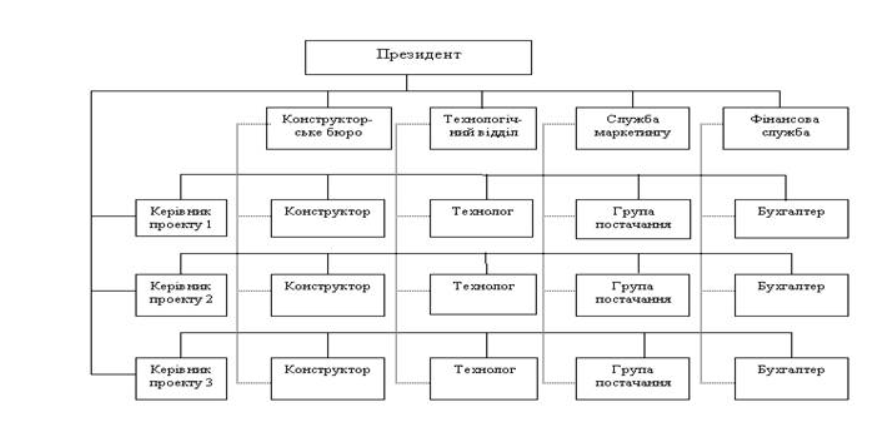 Президент
Конструктор-
ське бюро
Технологіч-
ний відділ
Служба
маркетингу
Фінансова
служба
Керівник
проекту 1
Конструктор
Технолог
Група
постачання
Бухгалтер
Керівник
проекту 2
Конструктор
Технолог
Група
постачання
Бухгалтер
Керівник
проекту 3
Конструктор
Технолог
Група
постачання
Бухгалтер